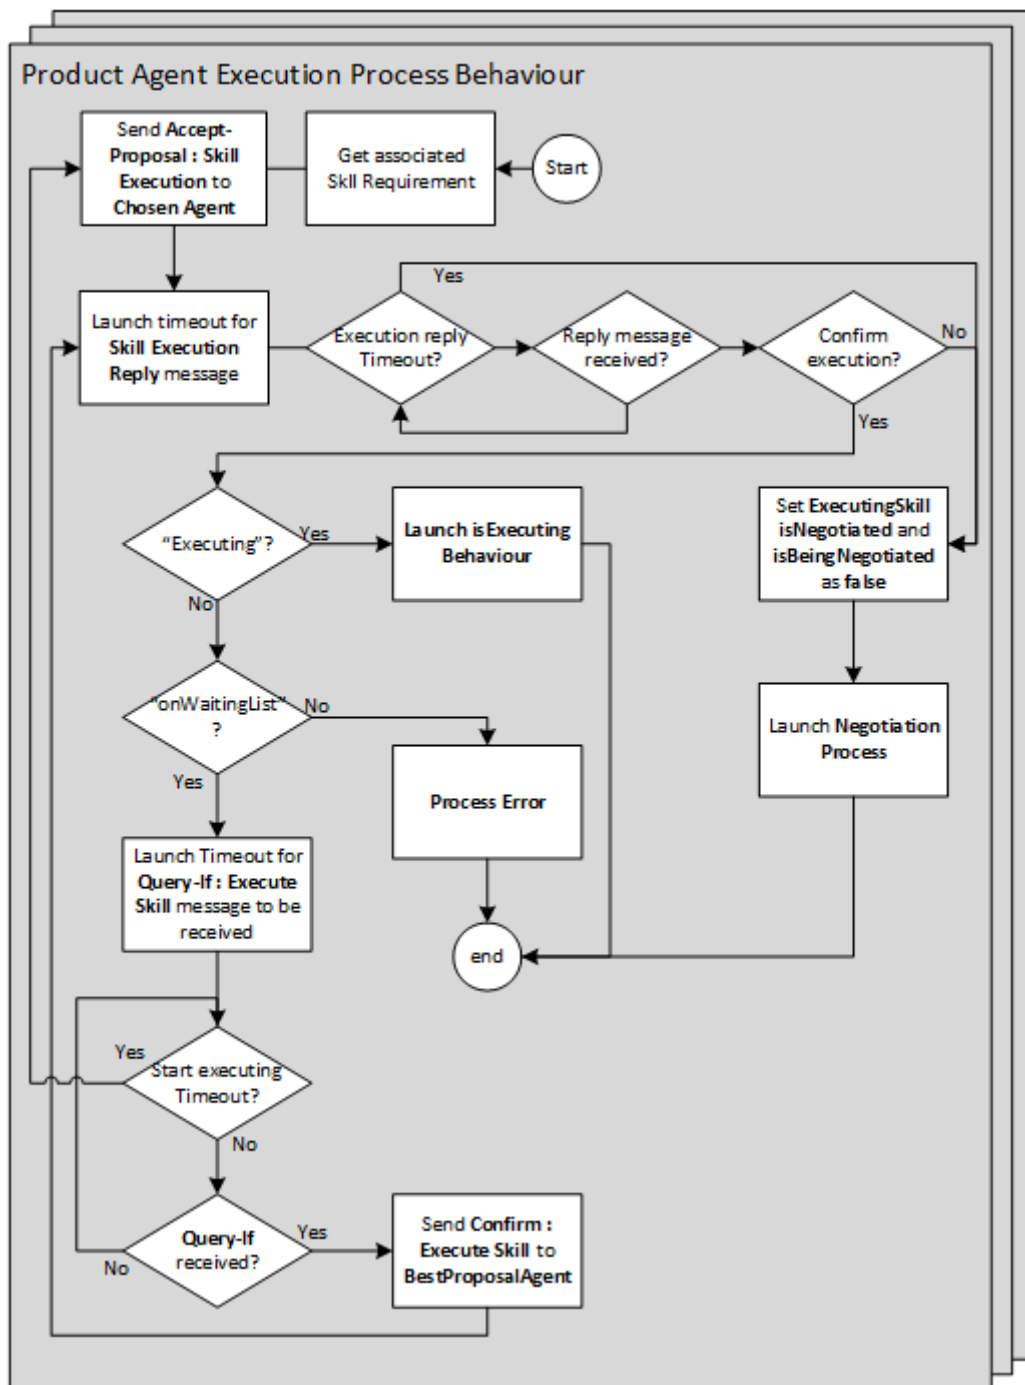 Product Agent Execution Process Behaviour
Send Accept-
Proposal : Skill
Execution to
Chosen Agent
Get associated
Skll Requirement
Start
Launch timeout for
Skill Execution
Reply message
Execution reply
Timeout?
Yes
Reply message
received?
Confirm
execution?
No
Yes
"Executing"?
Yes
No
Launch isExecuting
Behaviour
Set ExecutingSkill
isNegotiated and
isBeingNegotiated
as false
"onWaitingList"
?
No
Yes
Process Error
Launch Negotiation
Process
Launch Timeout for
Query-If : Execute
Skill message to be
received
end
Yes
Start executing
Timeout?
No
Query-If
received?
Yes
No
Send Confirm :
Execute Skill to
BestProposalAgent